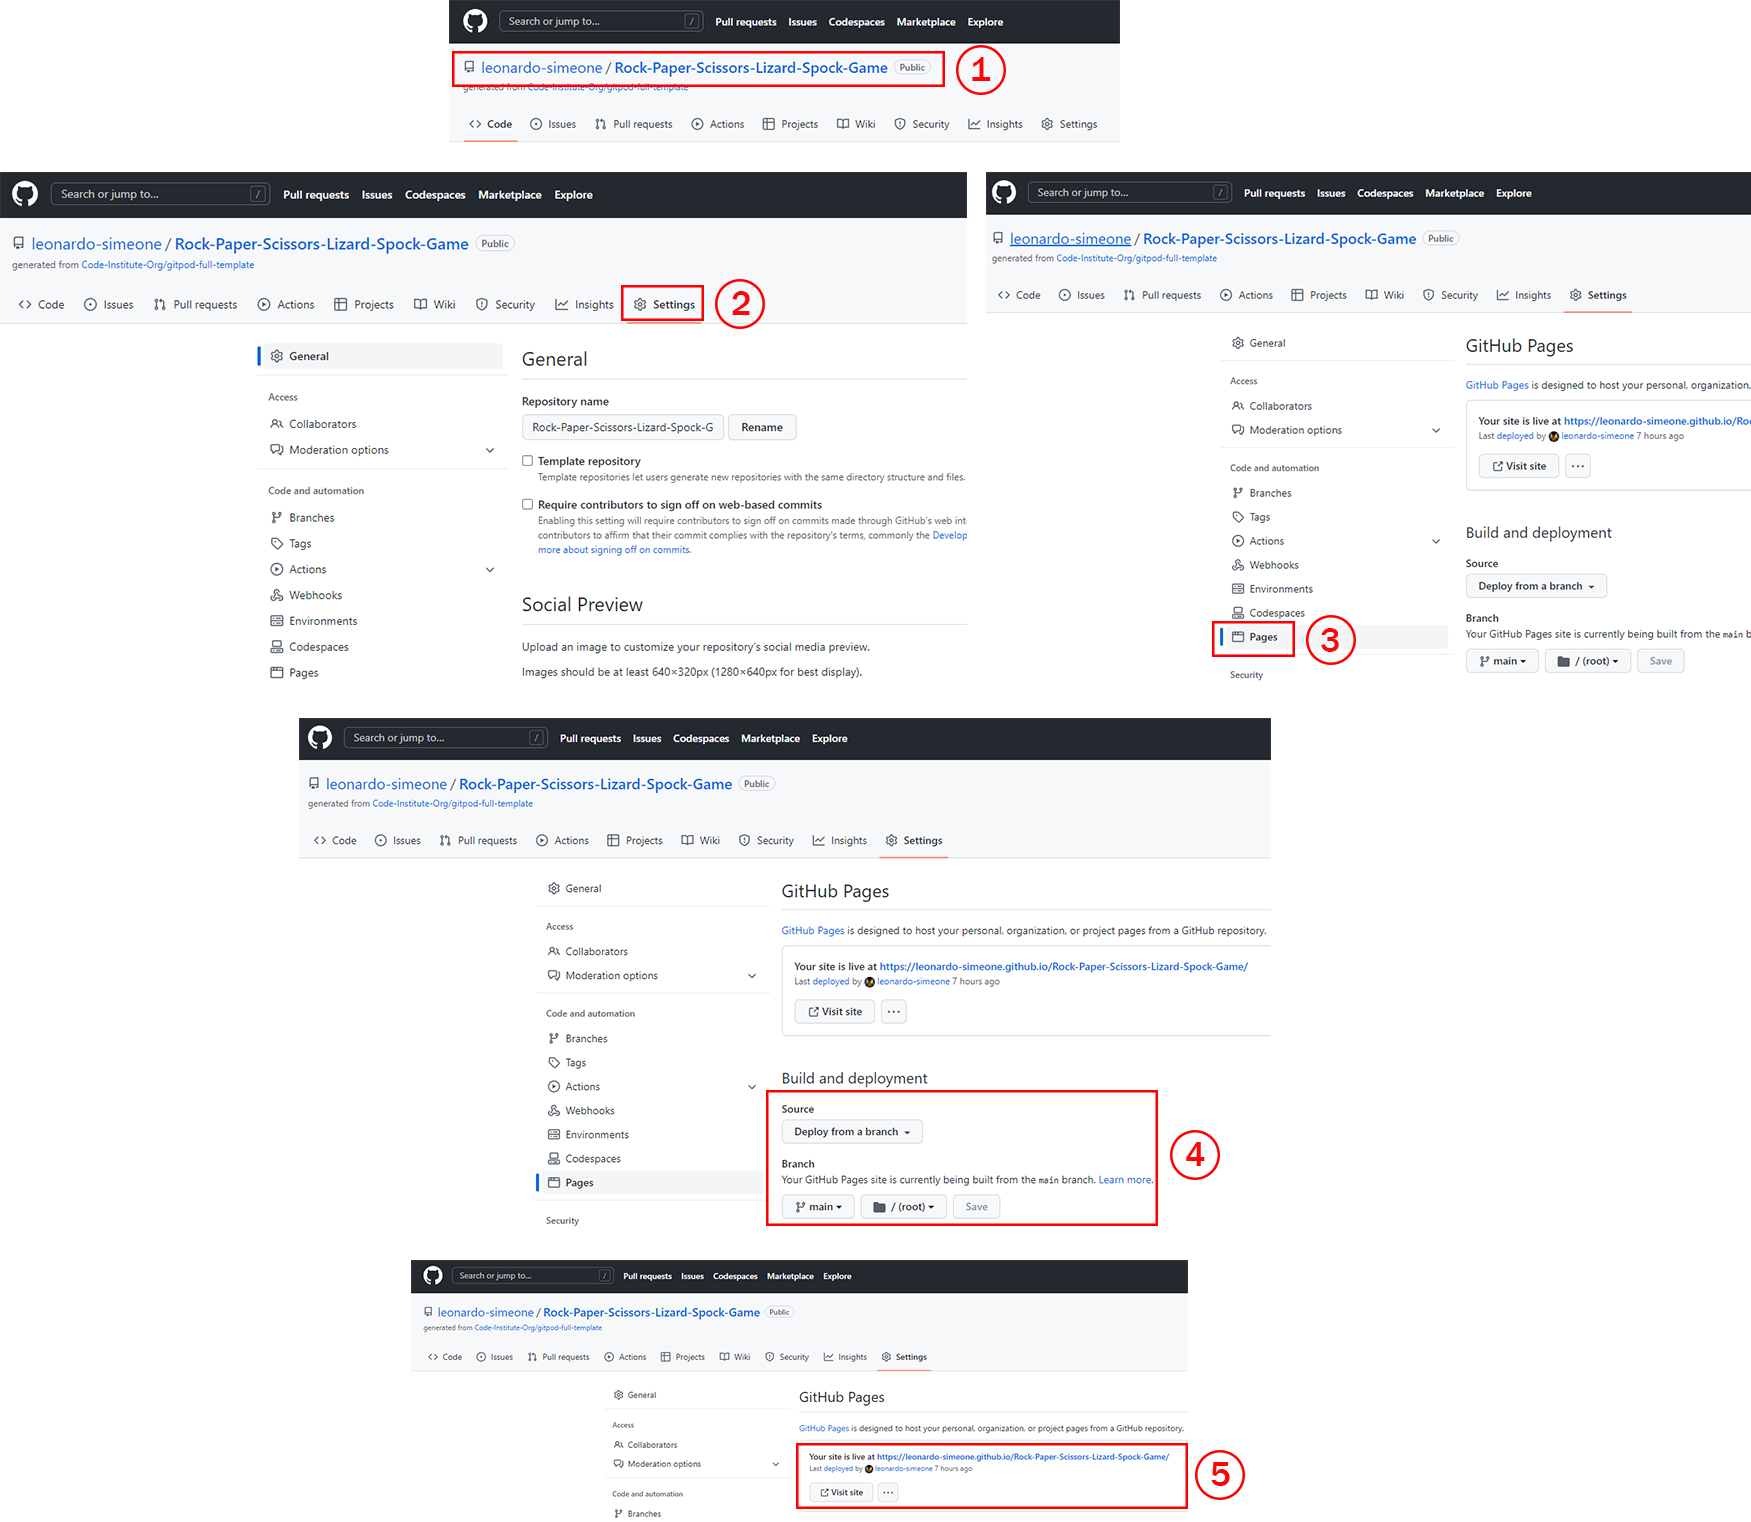 Search or jump to... / Pull requests Issues Codespaces Marketplace Explore
leonardo-simeone / Rock-Paper-Scissors-Lizard-Spock-Game Public 1
generated from Code-Institute-Org/gitpod-full-template
Code Issues Pull requests Actions Projects Wiki Security Insights Settings
Search or jump to... / Pull requests Issues Codespaces Marketplace Explore
leonardo-simeone / Rock-Paper-Scissors-Lizard-Spock-Game Public
generated from Code-Institute-Org/gitpod-full-template
Code Issues Pull requests Actions Projects Wiki Security Insights Settings 2
General
Access
Collaborators
Moderation options
Code and automation
Branches
Tags
Actions
Webhooks
Environments
Codespaces
Pages
General
Repository name
Rock-Paper-Scissors-Lizard-Spock-G Rename
Template repository
Template repositories let users generate new repositories with the same directory structure and files.
Require contributors to sign off on web-based commits
Enabling this setting will require contributors to sign off on commits made through GitHub's web int
contributors to affirm that their commit complies with the repository's terms, commonly the Develop
more about signing off on commits.
Social Preview
Upload an image to customize your repository's social media preview.
Images should be at least 640×320px (1280×640px for best display).
Search or jump to... / Pull requests Issues Codespaces Marketplace Explore
leonardo-simeone / Rock-Paper-Scissors-Lizard-Spock-Game Public
generated from Code-Institute-Org/gitpod-full-template
Code Issues Pull requests Actions Projects Wiki Security Insights Settings
General
Access
Collaborators
Moderation options
Code and automation
Branches
Tags
Actions
Webhooks
Environments
Codespaces
Pages 3
Security
GitHub Pages
GitHub Pages is designed to host your personal, organization,
Your site is live at https://leonardo-simeone.github.io/Ro
Last deployed by leonardo-simeone 7 hours ago
Visit site ...
Build and deployment
Source
Deploy from a branch
Branch
Your GitHub Pages site is currently being built from the main b
main / (root) Save
Search or jump to... / Pull requests Issues Codespaces Marketplace Explore
leonardo-simeone / Rock-Paper-Scissors-Lizard-Spock-Game Public
generated from Code-Institute-Org/gitpod-full-template
Code Issues Pull requests Actions Projects Wiki Security Insights Settings
General
Access
Collaborators
Moderation options
Code and automation
Branches
Tags
Actions
Webhooks
Environments
Codespaces
Pages
Security
GitHub Pages
GitHub Pages is designed to host your personal, organization, or project pages from a GitHub repository.
Your site is live at https://leonardo-simeone.github.io/Rock-Paper-Scissors-Lizard-Spock-Game/
Last deployed by leonardo-simeone 7 hours ago
Visit site ...
Build and deployment
Source
Deploy from a branch
Branch
Your GitHub Pages site is currently being built from the main branch. Learn more.
main / (root) Save
4
Search or jump to... / Pull requests Issues Codespaces Marketplace Explore
leonardo-simeone / Rock-Paper-Scissors-Lizard-Spock-Game Public
generated from Code-Institute-Org/gitpod-full-template
Code Issues Pull requests Actions Projects Wiki Security Insights Settings
General
Access
Collaborators
Moderation options
Code and automation
Branches
GitHub Pages
GitHub Pages is designed to host your personal, organization, or project pages from a GitHub repository.
Your site is live at https://leonardo-simeone.github.io/Rock-Paper-Scissors-Lizard-Spock-Game/
Last deployed by leonardo-simeone 7 hours ago
Visit site ...
5